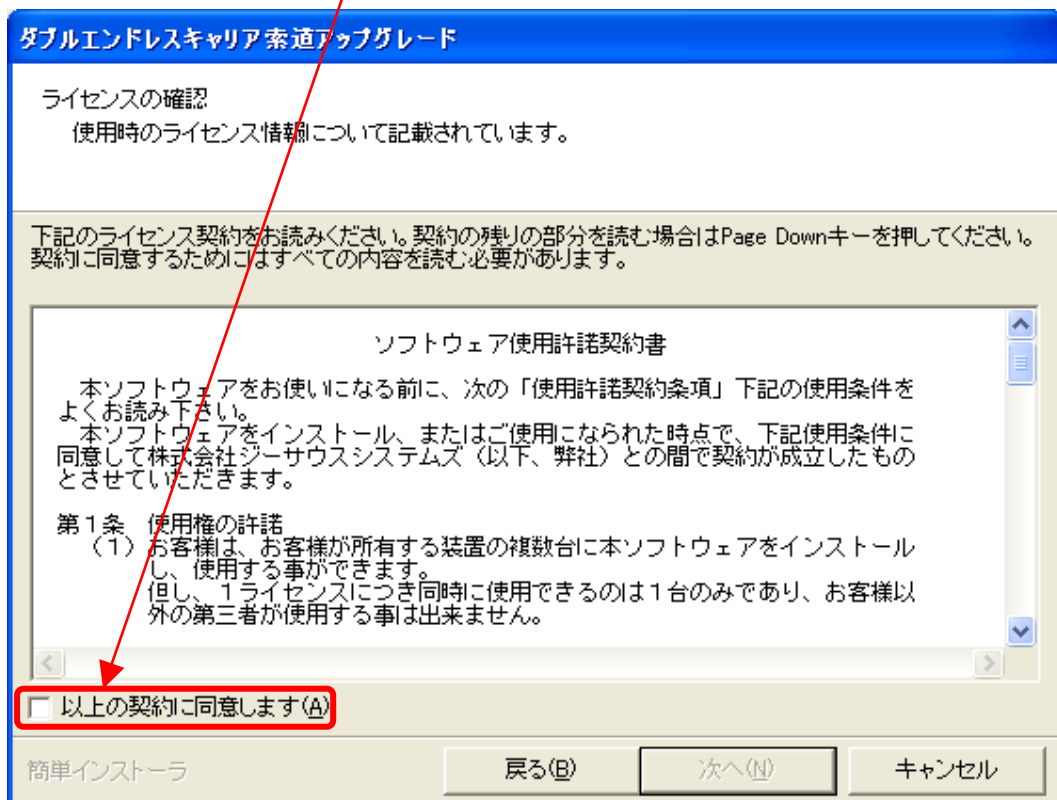 ダブルエンドレスキャリア索道アップグレード
ライセンスの確認
使用時のライセンス情報について記載されています。
下記のライセンス契約をお読みください。契約の残りの部分を読む場合はPage Downキーを押してください。
契約に同意するためにはすべての内容を読む必要があります。
ソフトウェア使用許諾契約書
本ソフトウェアをお使いになる前に、次の「使用許諾契約条項」下記の使用条件を
よくお読み下さい。
本ソフトウェアをインストール、またはご使用になられた時点で、下記使用条件に
同意して株式会社ジーサウスシステムズ（以下、弊社）との間で契約が成立したもの
とさせていただきます。
第１条　使用権の許諾
（１）お客様は、お客様が所有する装置の複数台に本ソフトウェアをインストール
し、使用する事ができます。
但し、１ライセンスにつき同時に使用できるのは１台のみであり、お客様以
外の第三者が使用する事は出来ません。
以上の契約に同意します(A)
簡単インストーラ
戻る(B)
次へ(N)
キャンセル